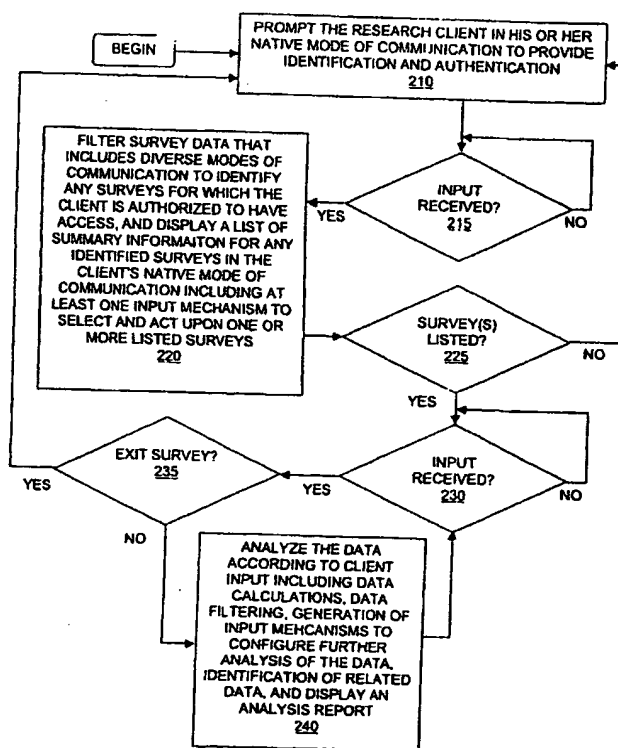 BEGIN
PROMPT THE RESEARCH CLIENT IN HIS OR HER
NATIVE MODE OF COMMUNICATION TO PROVIDE
IDENTIFICATION AND AUTHENTICATION
210
FILTER SURVEY DATA THAT
INCLUDES DIVERSE MODES OF
COMMUNICATION TO IDENTIFY
ANY SURVEYS FOR WHICH THE
CLIENT IS AUTHORIZED TO HAVE
ACCESS, AND DISPLAY A LIST OF
SUMMARY INFORMAITON FOR ANY
IDENTIFIED SURVEYS IN THE
CLIENT'S NATIVE MODE OF
COMMUNICATION INCLUDING AT
LEAST ONE INPUT MECHANISM TO
SELECT AND ACT UPON ONE OR
MORE LISTED SURVEYS
220
INPUT
RECEIVED?
215
YES
NO
SURVEY(S)
LISTED?
225
NO
YES
INPUT
RECEIVED?
230
NO
YES
EXIT SURVEY?
235
YES
NO
ANALYZE THE DATA
ACCORDING TO CLIENT
INPUT INCLUDING DATA
CALCULATIONS, DATA
FILTERING, GENERATION OF
INPUT MEHCANISMS TO
CONFIGURE FURTHER
ANALYSIS OF THE DATA,
IDENTIFICATION OF RELATED
DATA, AND DISPLAY AN
ANALYSIS REPORT
240